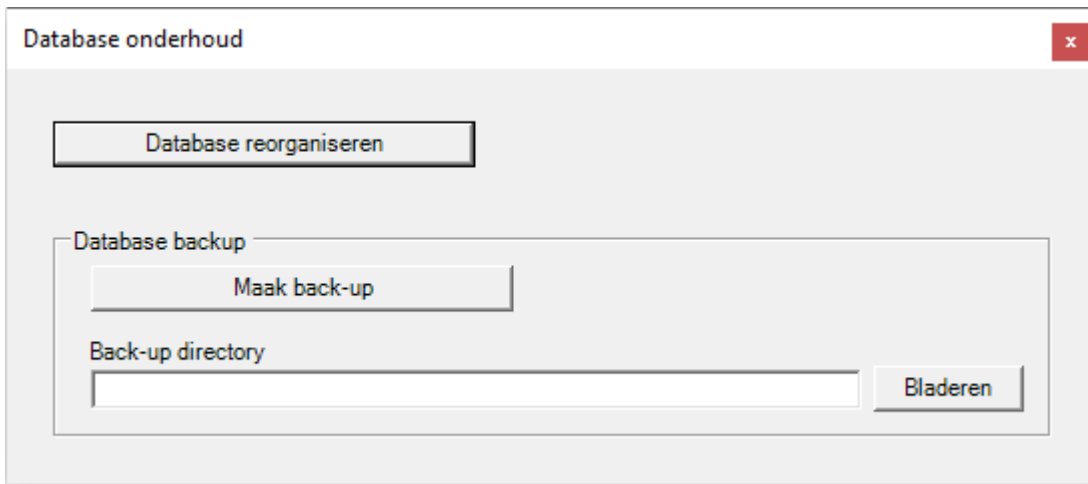 Database onderhoud
x
Database reorganiseren
Database backup
Maak back-up
Back-up directory
Bladeren